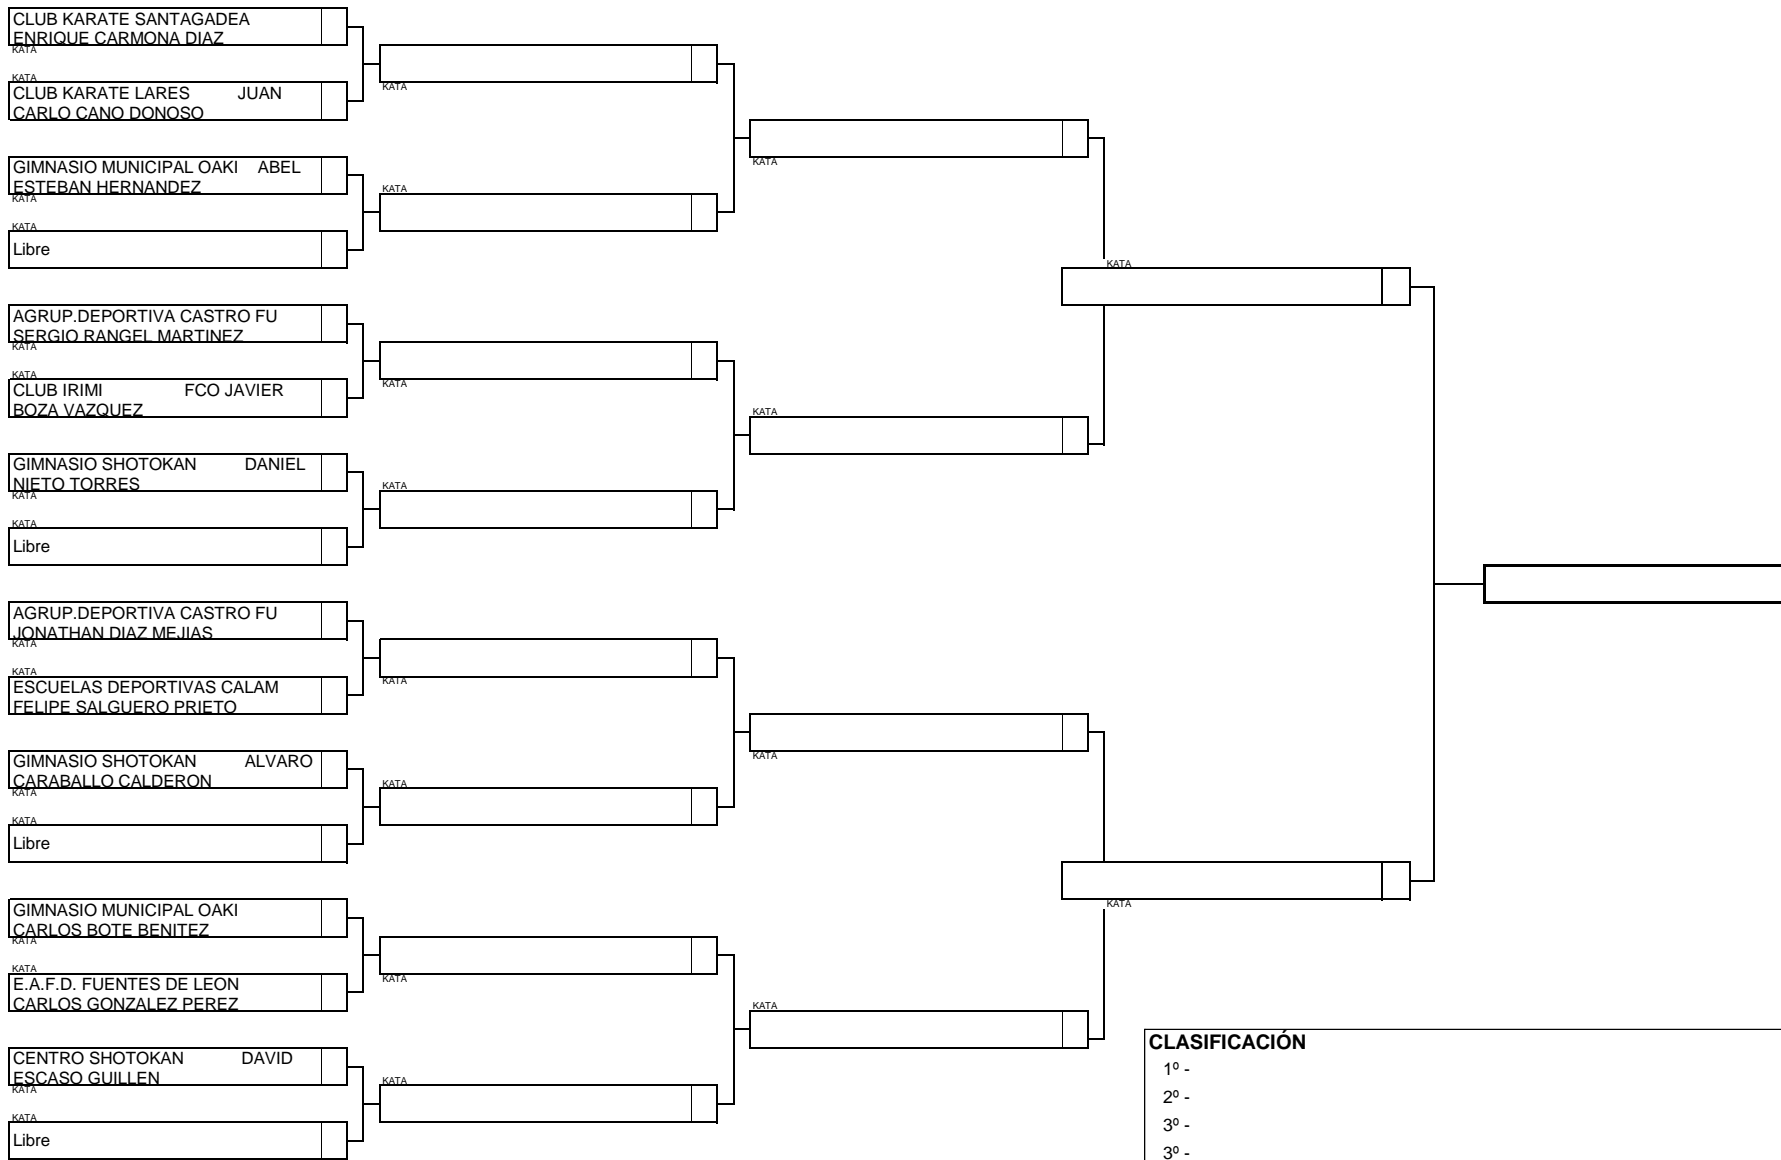 CLUB KARATE SANTAGADEA
ENRIQUE CARMONA DIAZ
KATA
KATA
CLUB KARATE LARES JUAN
CARLO CANO DONOSO
KATA
GIMNASIO MUNICIPAL OAKI ABEL
ESTEBAN HERNANDEZ
KATA
KATA
Libre
KATA
KATA
KATA
AGRUP.DEPORTIVA CASTRO FU
SERGIO RANGEL MARTINEZ
KATA
KATA
CLUB IRIMI FCO JAVIER
BOZA VAZQUEZ
KATA
KATA
GIMNASIO SHOTOKAN DANIEL
NIETO TORRES
KATA
KATA
Libre
KATA
AGRUP.DEPORTIVA CASTRO FU
JONATHAN DIAZ MEJIAS
KATA
KATA
ESCUELAS DEPORTIVAS CALAM
FELIPE SALGUERO PRIETO
KATA
GIMNASIO SHOTOKAN ALVARO
CARABALLO CALDERON
KATA
KATA
Libre
KATA
KATA
KATA
GIMNASIO MUNICIPAL OAKI
CARLOS BOTE BENITEZ
KATA
KATA
E.A.F.D. FUENTES DE LEON
CARLOS GONZALEZ PEREZ
KATA
KATA
CENTRO SHOTOKAN DAVID
ESCASO GUILLEN
KATA
KATA
Libre
KATA
CLASIFICACIÓN
1º -
2º -
3º -
3º -